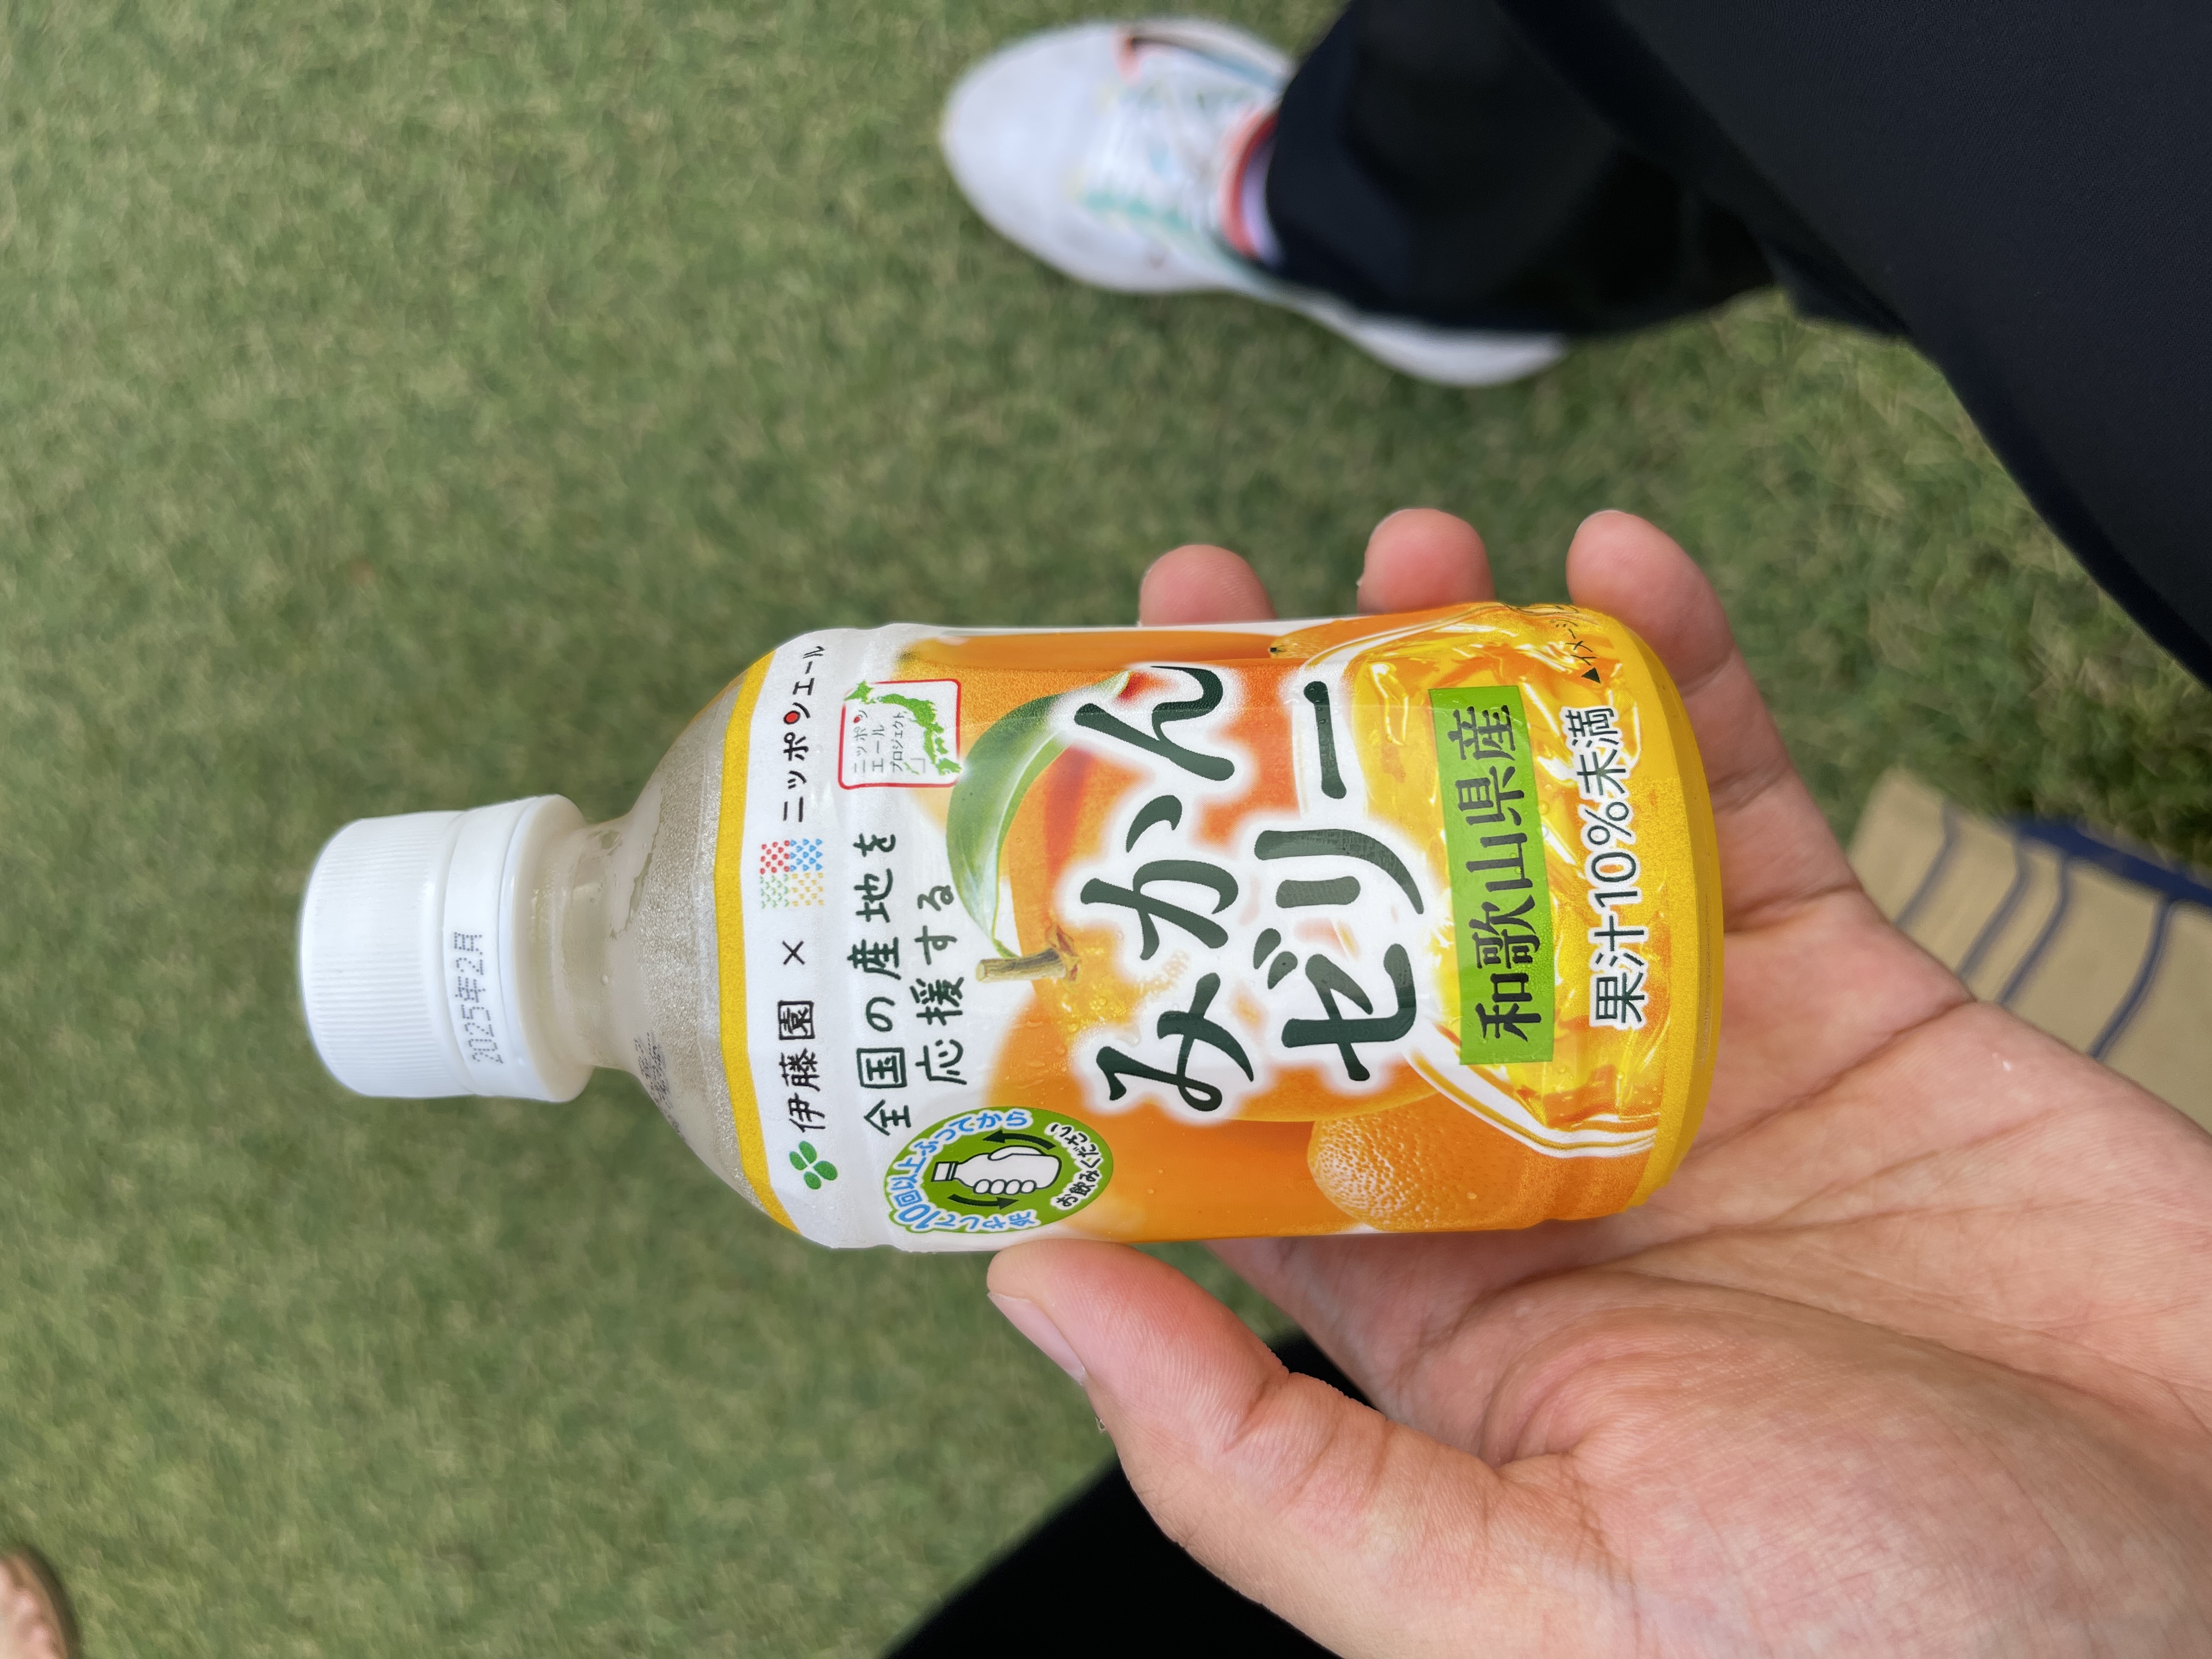 2025年2月
伊藤園 × ニッポンエール
全国の産地を
応援する
ニッポン
エール
プロジェクト
冷やして10回以上ふってから
お飲みください
みかん
ゼリー
和歌山県産
果汁10%未満
▲イメージ